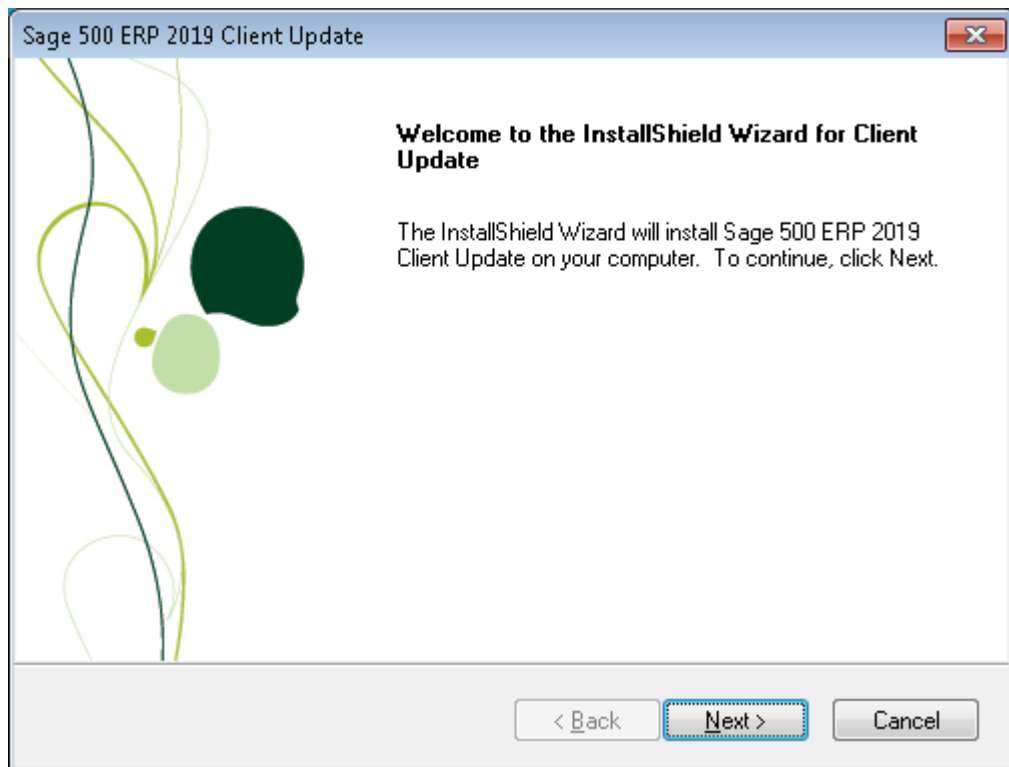 Sage 500 ERP 2019 Client Update
Welcome to the InstallShield Wizard for Client
Update
The InstallShield Wizard will install Sage 500 ERP 2019
Client Update on your computer.  To continue, click Next.
< Back
Next >
Cancel